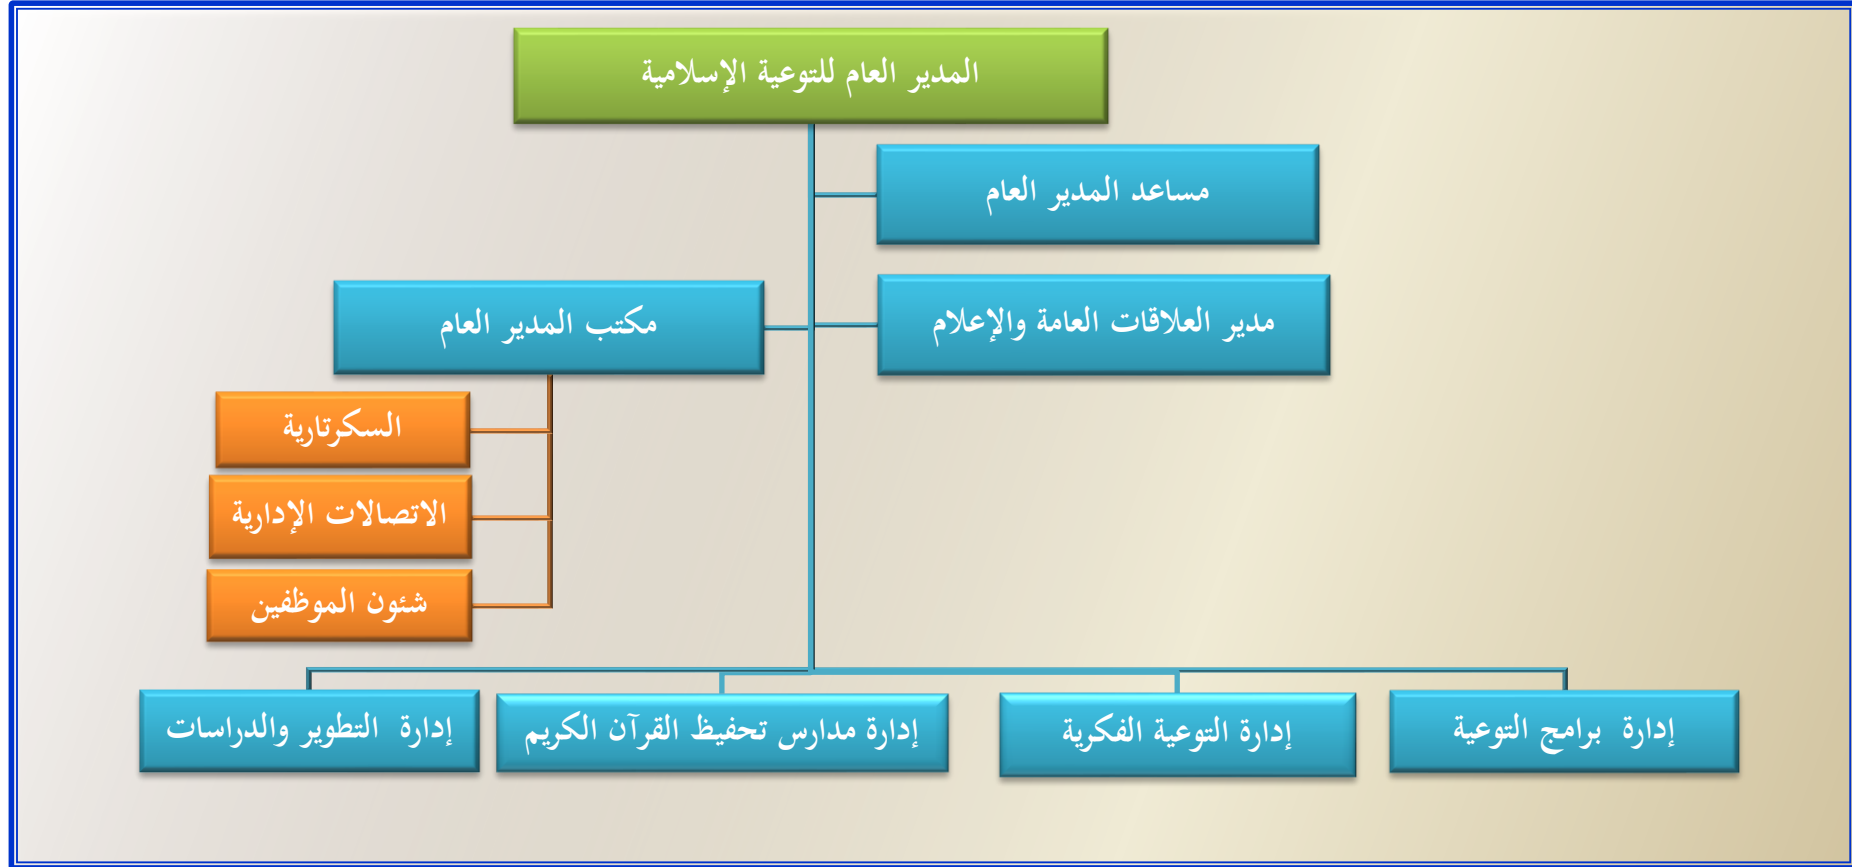 المدير العام للتوعية الإسلامية
مساعد المدير العام
مدير العلاقات العامة والإعلام
مكتب المدير العام
السكرتارية
الاتصالات الإدارية
شئون الموظفين
إدارة برامج التوعية
إدارة التوعية الفكرية
إدارة مدارس تحفيظ القرآن الكريم
إدارة التطوير والدراسات